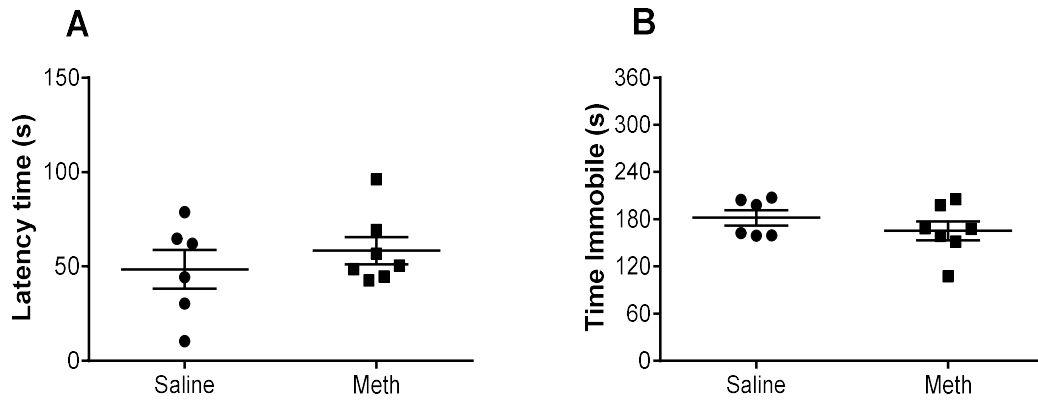 A
Latency time (s)
150
100
50
0
Saline Meth
B
Time Immobile (s)
360
300
240
180
120
60
0
Saline Meth